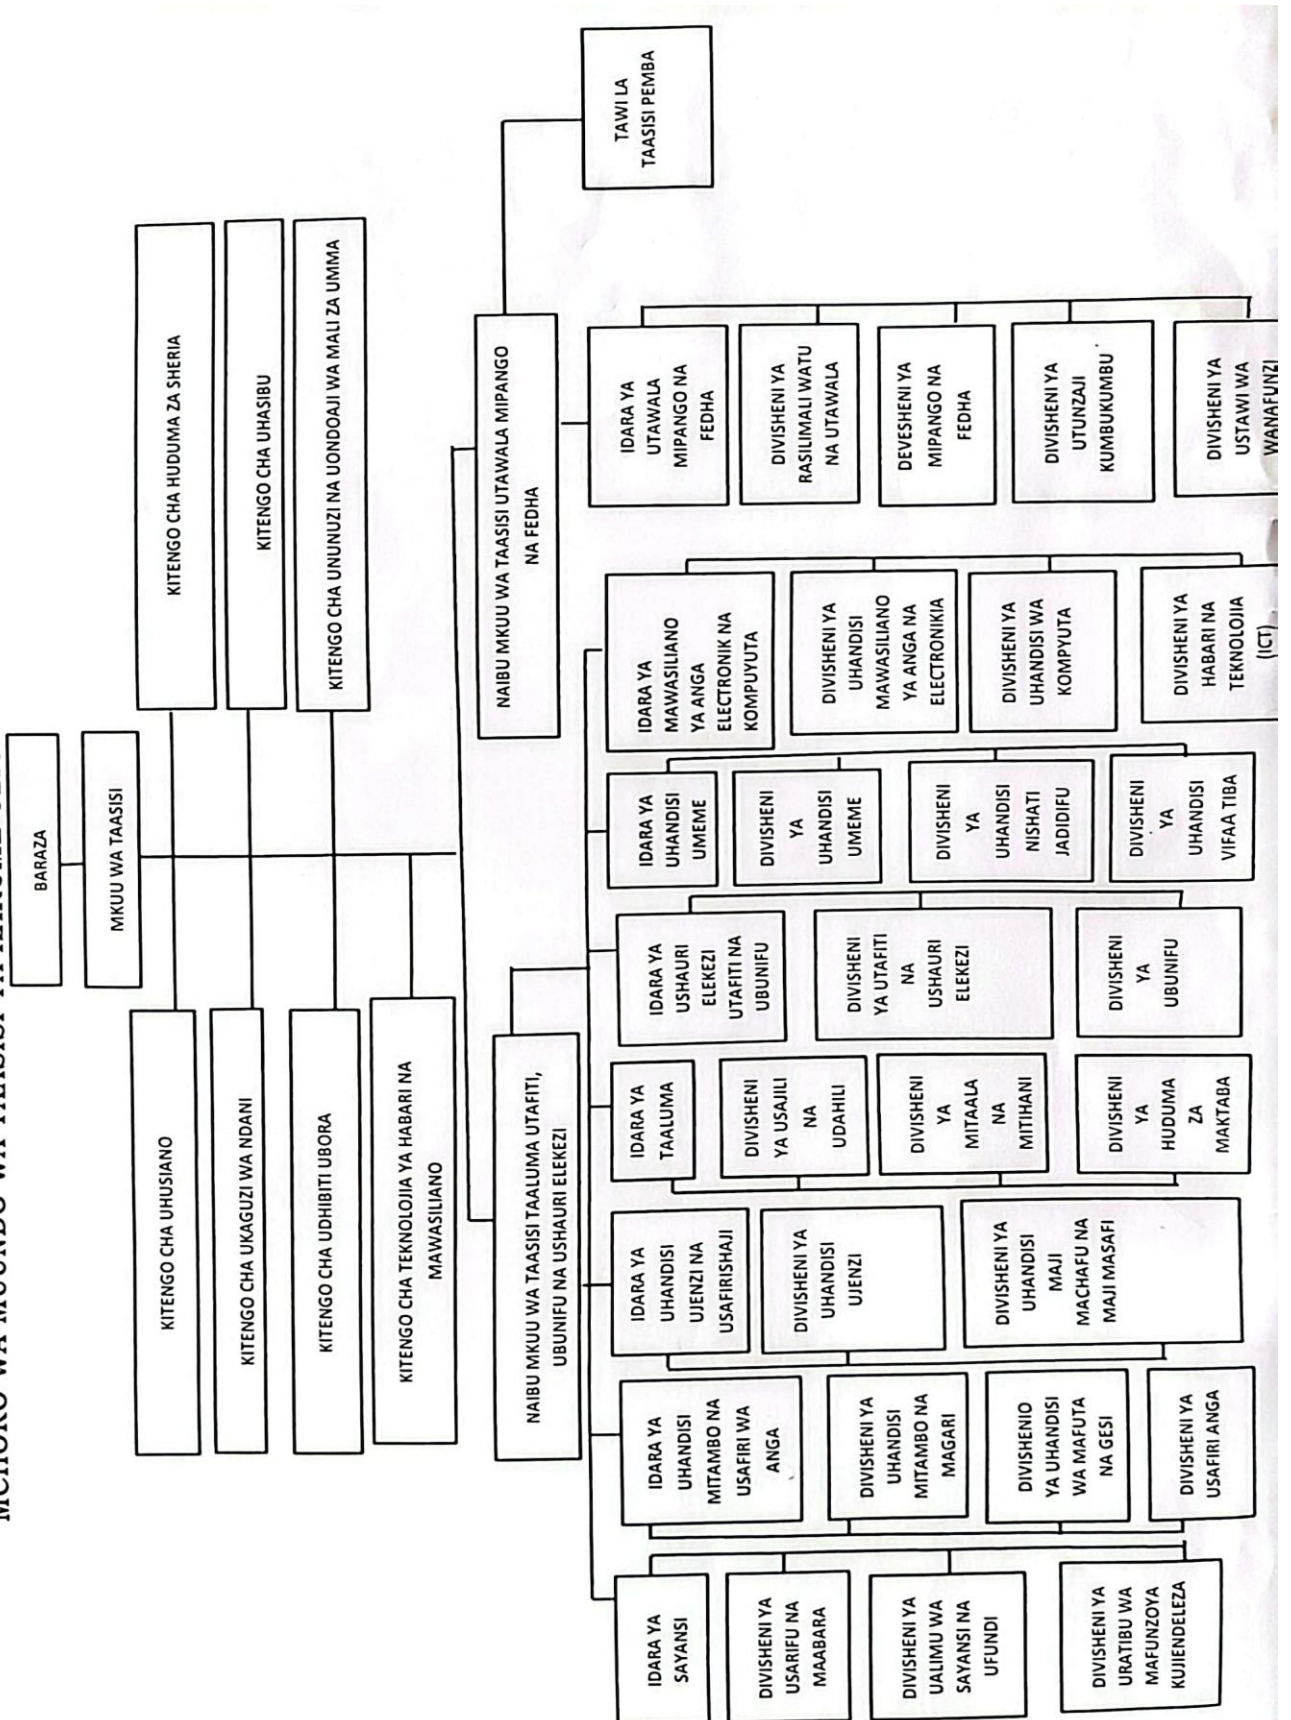 MCHORO WA MUUNDO WA TAASISI YA
BARAZA
MKUU WA TAASISI
KITENGO CHA UHUSIANO
KITENGO CHA HUDUMA ZA SHERIA
KITENGO CHA UKAGUZI WA NDANI
KITENGO CHA UHASIBU
KITENGO CHA UDHIBITI UBORA
KITENGO CHA UNUNUZI NA UONDOAJI WA MALI ZA UMMA
KITENGO CHA TEKNOLOJIA YA HABARI NA
MAWASILIANO
NAIBU MKUU WA TAASISI TAALUMA UTAFITI,
UBUNIFU NA USHAURI ELEKEZI
NAIBU MKUU WA TAASISI UTAWALA MIPANGO
NA FEDHA
TAWI LA
TAASISI PEMBA
IDARA YA
SAYANSI
DIVISHENI YA
USARIFU NA
MAABARA
DIVISHENI YA
UALIMU WA
SAYANSI NA
UFUNDI
DIVISHENI YA
URATIBU WA
MAFUNZOYA
KUJIENDELEZA
IDARA YA
UHANDISI
MITAMBO NA
USAFIRI WA
ANGA
DIVISHENI YA
UHANDISI
MITAMBO NA
MAGARI
DIVISHENIO
YA UHANDISI
WA MAFUTA
NA GESI
DIVISHENI YA
USAFIRI ANGA
IDARA YA
UHANDISI
UJENZI NA
USAFIRISHAJI
DIVISHENI YA
UHANDISI
UJENZI
DIVISHENI YA
UHANDISI
MAJI
MACHAFU NA
MAJI MASAFI
IDARA YA
TAALUMA
DIVISHENI
YA USAJILI
NA
UDAHILI
DIVISHENI
YA
MITAALA
NA
MITIHANI
DIVISHENI
YA
HUDUMA
ZA
MAKTABA
IDARA YA
USHAURI
ELEKEZI
UTAFITI NA
UBUNIFU
DIVISHENI
YA UTAFITI
NA
USHAURI
ELEKEZI
DIVISHENI
YA
UBUNIFU
IDARA YA
UHANDISI
UMEME
DIVISHENI
YA
UHANDISI
UMEME
DIVISHENI
YA
UHANDISI
NISHATI
JADIDIFU
DIVISHENI
YA
UHANDISI
VIFAA TIBA
IDARA YA
MAWASILIANO
YA ANGA
ELECTRONIK NA
KOMPUYUTA
DIVISHENI YA
UHANDISI
MAWASILIANO
YA ANGA NA
ELECTRONIKIA
DIVISHENI YA
UHANDISI WA
KOMPYUTA
DIVISHENI YA
HABARI NA
TEKNOLOJIA
(ICT)
IDARA YA
UTAWALA
MIPANGO NA
FEDHA
DIVISHENI YA
RASILIMALI WATU
NA UTAWALA
DEVESHENI YA
MIPANGO NA
FEDHA
DIVISHENI YA
UTUNZAJI
KUMBUKUMBU
DIVISHENI YA
USTAWI WA
WANAFUNZI